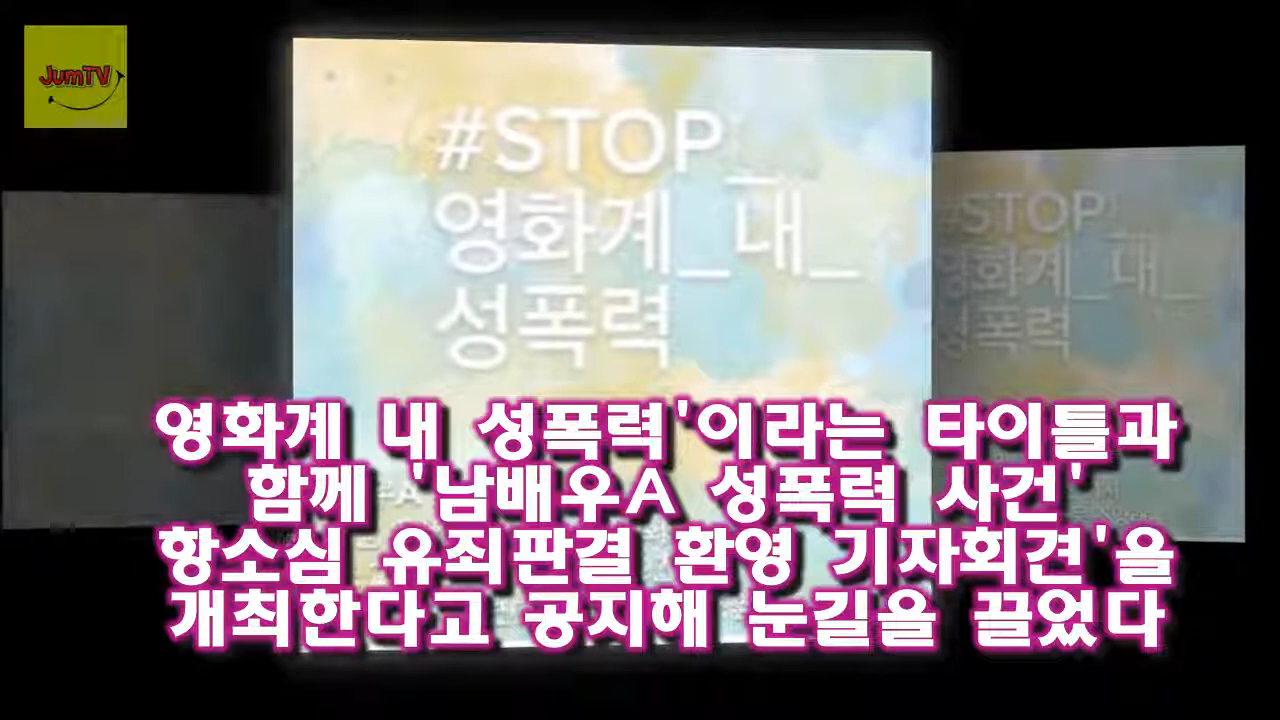 JumTV
#STOP_
영화계_내_
성폭력
#STOP
영화계_내_
성폭력
영화계 내 성폭력'이라는 타이틀과
함께 '남배우A 성폭력 사건'
항소심 유죄판결 환영 기자회견'을
개최한다고 공지해 눈길을 끌었다